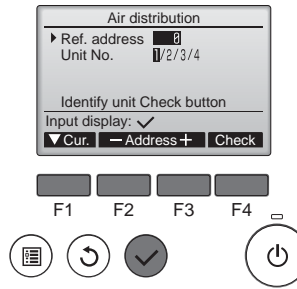 Air distribution
Ref. address 0
Unit No. 1/2/3/4
Identify unit Check button
Input display: ✓
▼Cur. −Address+ Check
F1 F2 F3 F4